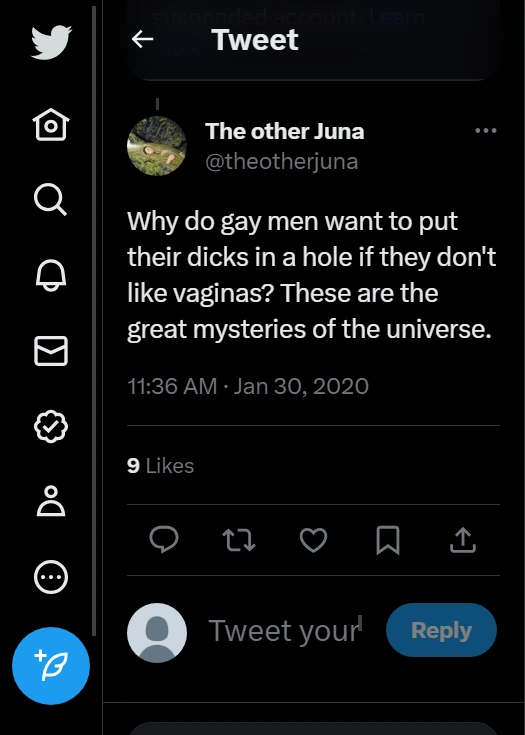 suspended account. Learn
Tweet
The other Juna
@theotherjuna
Why do gay men want to put
their dicks in a hole if they don't
like vaginas? These are the
great mysteries of the universe.
11:36 AM · Jan 30, 2020
9 Likes
Tweet your
Reply